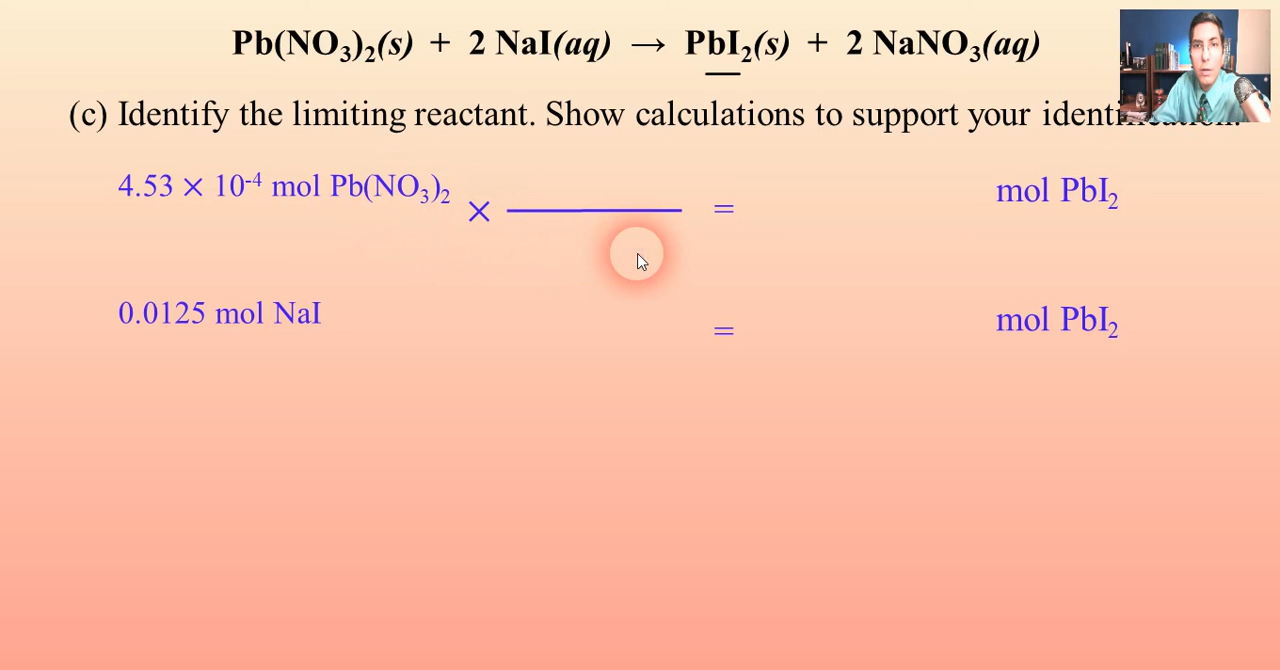 Pb(NO₃)₂(s) + 2 NaI(aq) → PbI₂(s) + 2 NaNO₃(aq)
(c) Identify the limiting reactant. Show calculations to support your
4.53 × 10⁻⁴ mol Pb(NO₃)₂ × = mol PbI₂
0.0125 mol NaI = mol PbI₂